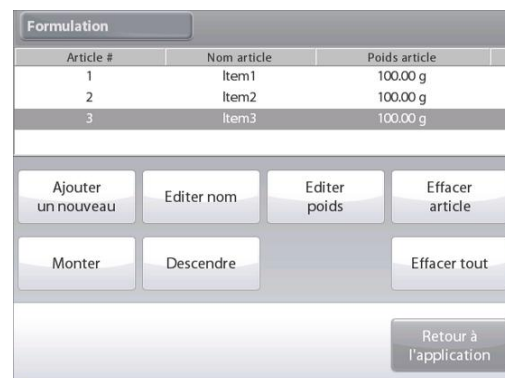 Formulation
Article # Nom article Poids article
1 Item1 100.00 g
2 Item2 100.00 g
3 Item3 100.00 g
Ajouter
un nouveau
Editer nom
Editer
poids
Effacer
article
Monter
Descendre
Effacer tout
Retour à
l'application